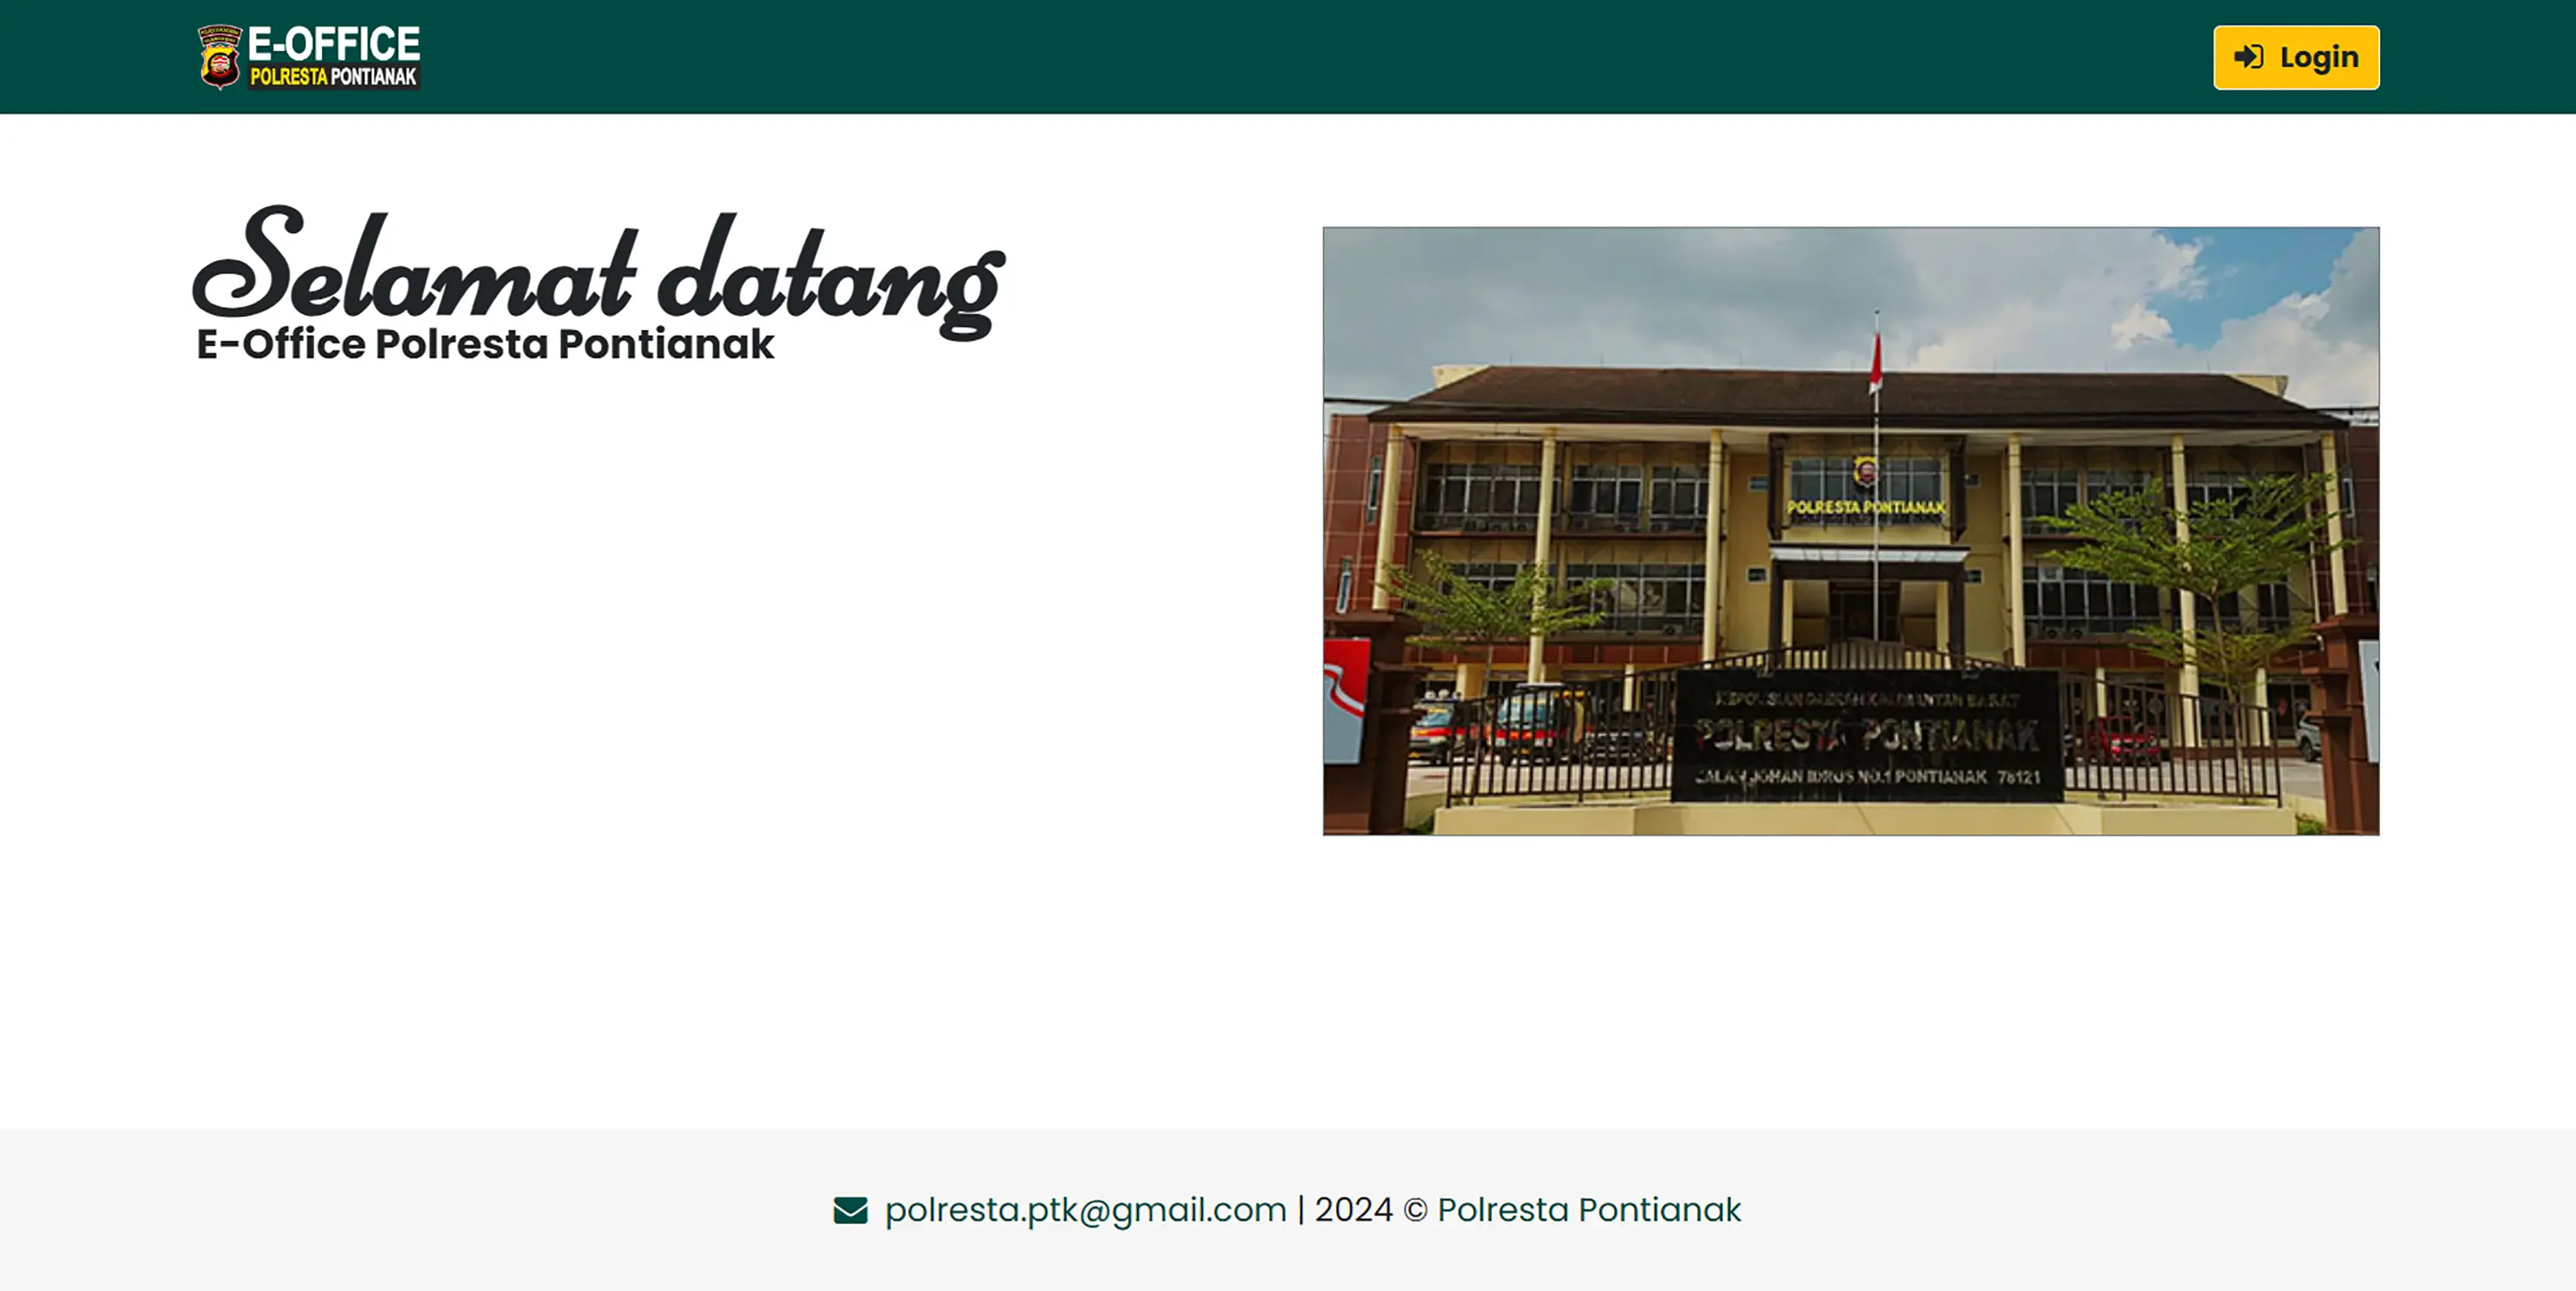 E-OFFICE
POLRESTA PONTIANAK
Login
Selamat datang
E-Office Polresta Pontianak
POLRESTA PONTIANAK
KEPOLISIAN DAERAH KALIMANTAN BARAT
POLRESTA PONTIANAK
JALAN JOHAN IDRUS NO.1 PONTIANAK 78121
polresta.ptk@gmail.com | 2024 © Polresta Pontianak